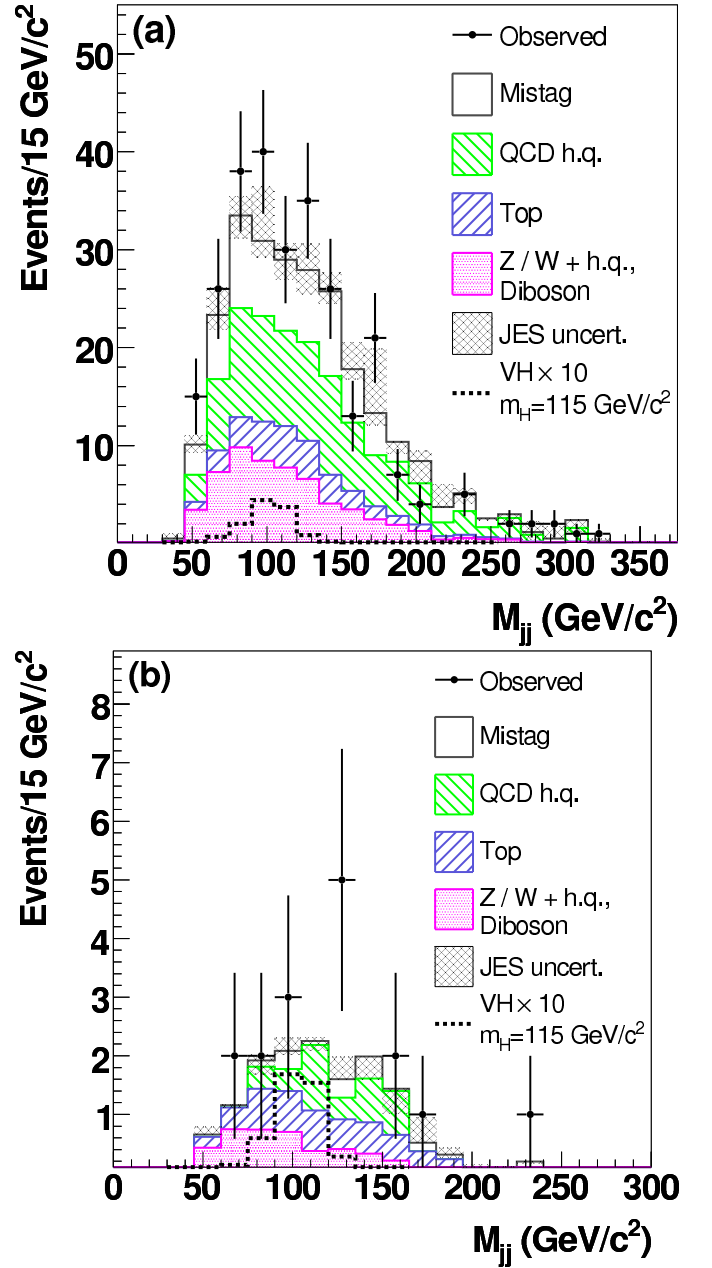 (a)
Events/15 GeV/c²
50
40
30
20
10
0 50 100 150 200 250 300 350
M_jj (GeV/c²)
Observed
Mistag
QCD h.q.
Top
Z / W + h.q.,
Diboson
JES uncert.
VH × 10
m_H=115 GeV/c²
(b)
Events/15 GeV/c²
8
7
6
5
4
3
2
1
0 50 100 150 200 250 300
M_jj (GeV/c²)
Observed
Mistag
QCD h.q.
Top
Z / W + h.q.,
Diboson
JES uncert.
VH × 10
m_H=115 GeV/c²